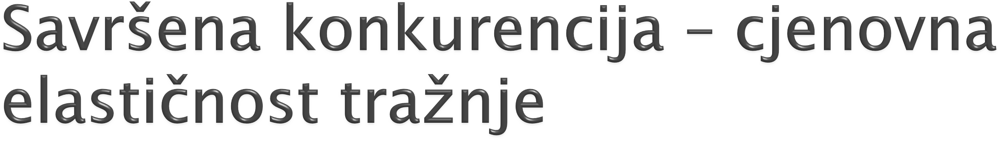 Savršena konkurencija – cjenovna
elastičnost tražnje